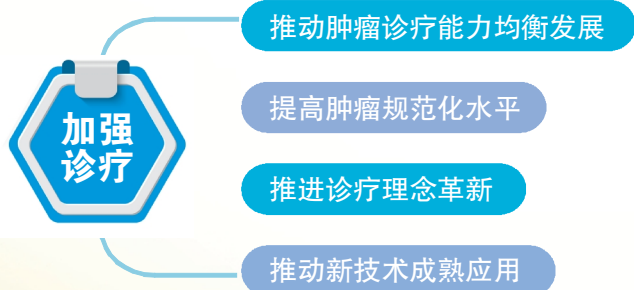 加强
诊疗
推动肿瘤诊疗能力均衡发展
提高肿瘤规范化水平
推进诊疗理念革新
推动新技术成熟应用